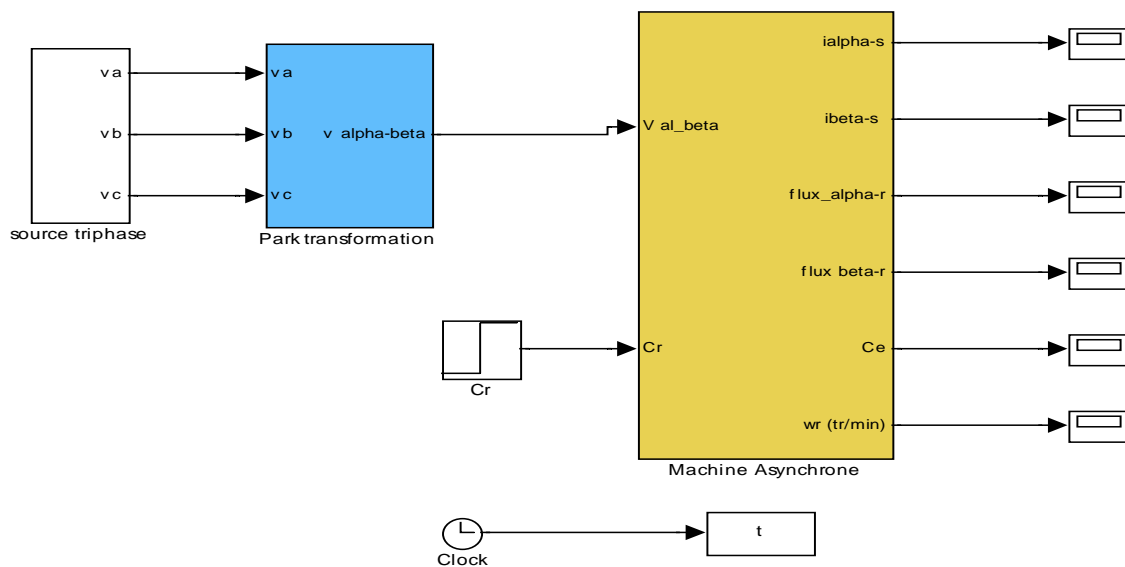 va
vb
vc
source triphase
va
vb
vc
v alpha-beta
Park transformation
V al_beta
Cr
ialpha-s
ibeta-s
flux_alpha-r
flux beta-r
Ce
wr (tr/min)
Machine Asynchrone
Cr
Clock
t